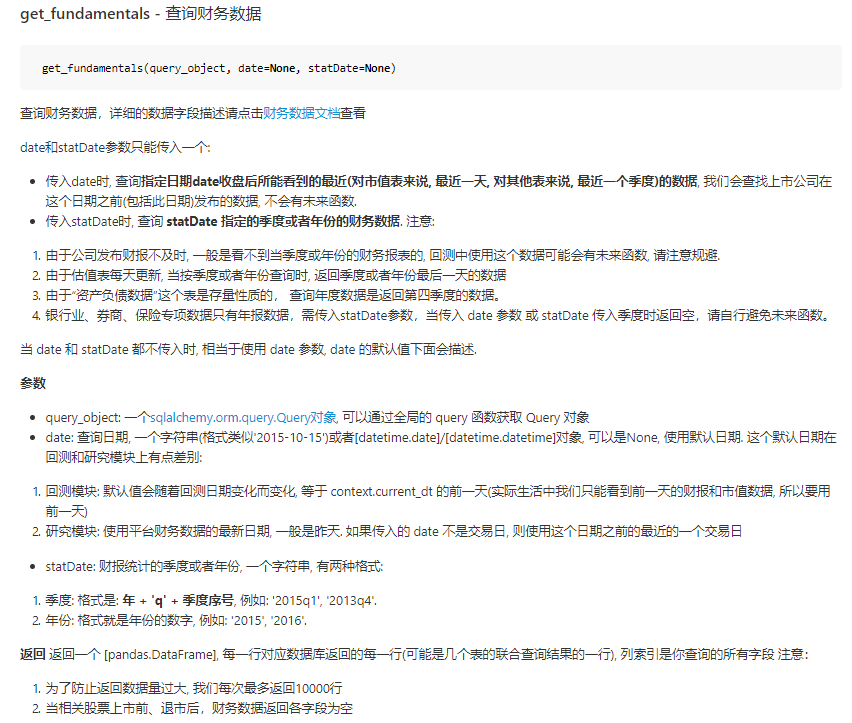 get_fundamentals - 查询财务数据
get_fundamentals(query_object, date=None, statDate=None)
查询财务数据，详细的数据字段描述请点击财务数据文档查看
date和statDate参数只能传入一个:
• 传入date时, 查询指定日期date收盘后所能看到的最近(对市值表来说, 最近一天, 对其他表来说, 最近一个季度)的数据, 我们会查找上市公司在
这个日期之前(包括此日期)发布的数据, 不会有未来函数.
• 传入statDate时, 查询 statDate 指定的季度或者年份的财务数据. 注意:
1. 由于公司发布财报不及时, 一般是看不到当季度或年份的财务报表的, 回测中使用这个数据可能会有未来函数, 请注意规避.
2. 由于估值表每天更新, 当按季度或者年份查询时, 返回季度或者年份最后一天的数据
3. 由于“资产负债数据”这个表是存量性质的， 查询年度数据是返回第四季度的数据。
4. 银行业、券商、保险专项数据只有年报数据，需传入statDate参数，当传入 date 参数 或 statDate 传入季度时返回空，请自行避免未来函数。
当 date 和 statDate 都不传入时, 相当于使用 date 参数, date 的默认值下面会描述.
参数
• query_object: 一个sqlalchemy.orm.query.Query对象, 可以通过全局的 query 函数获取 Query 对象
• date: 查询日期, 一个字符串(格式类似'2015-10-15')或者[datetime.date]/[datetime.datetime]对象, 可以是None, 使用默认日期. 这个默认日期在
回测和研究模块上有点差别:
1. 回测模块: 默认值会随着回测日期变化而变化, 等于 context.current_dt 的前一天(实际生活中我们只能看到前一天的财报和市值数据, 所以要用
前一天)
2. 研究模块: 使用平台财务数据的最新日期, 一般是昨天. 如果传入的 date 不是交易日, 则使用这个日期之前的最近的一个交易日
• statDate: 财报统计的季度或者年份, 一个字符串, 有两种格式:
1. 季度: 格式是: 年 + 'q' + 季度序号, 例如: '2015q1', '2013q4'.
2. 年份: 格式就是年份的数字, 例如: '2015', '2016'.
返回 返回一个 [pandas.DataFrame], 每一行对应数据库返回的每一行(可能是几个表的联合查询结果的一行), 列索引是你查询的所有字段 注意：
1. 为了防止返回数据量过大, 我们每次最多返回10000行
2. 当相关股票上市前、退市后，财务数据返回各字段为空